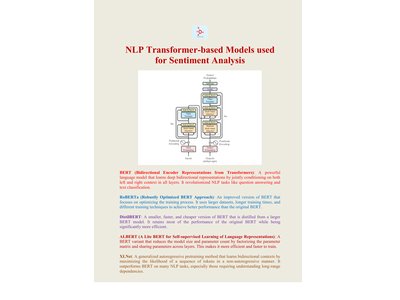 NLP Transformer-based Models used
for Sentiment Analysis
BERT (Bidirectional Encoder Representations from Transformers): A powerful
language model that learns deep bidirectional representations by jointly conditioning on both
left and right context in all layers. It revolutionized NLP tasks like question answering and
text classification.
RoBERTa (Robustly Optimized BERT Approach): An improved version of BERT that
focuses on optimizing the training process. It uses larger datasets, longer training times, and
different training techniques to achieve better performance than the original BERT.
DistilBERT: A smaller, faster, and cheaper version of BERT that is distilled from a larger
BERT model. It retains most of the performance of the original BERT while being
significantly more efficient.
ALBERT (A Lite BERT for Self-supervised Learning of Language Representations): A
BERT variant that reduces the model size and parameter count by factorizing the parameter
matrix and sharing parameters across layers. This makes it more efficient and faster to train.
XLNet: A generalized autoregressive pretraining method that learns bidirectional contexts by
maximizing the likelihood of a sequence of tokens in a non-autoregressive manner. It
outperforms BERT on many NLP tasks, especially those requiring understanding long-range
dependencies.